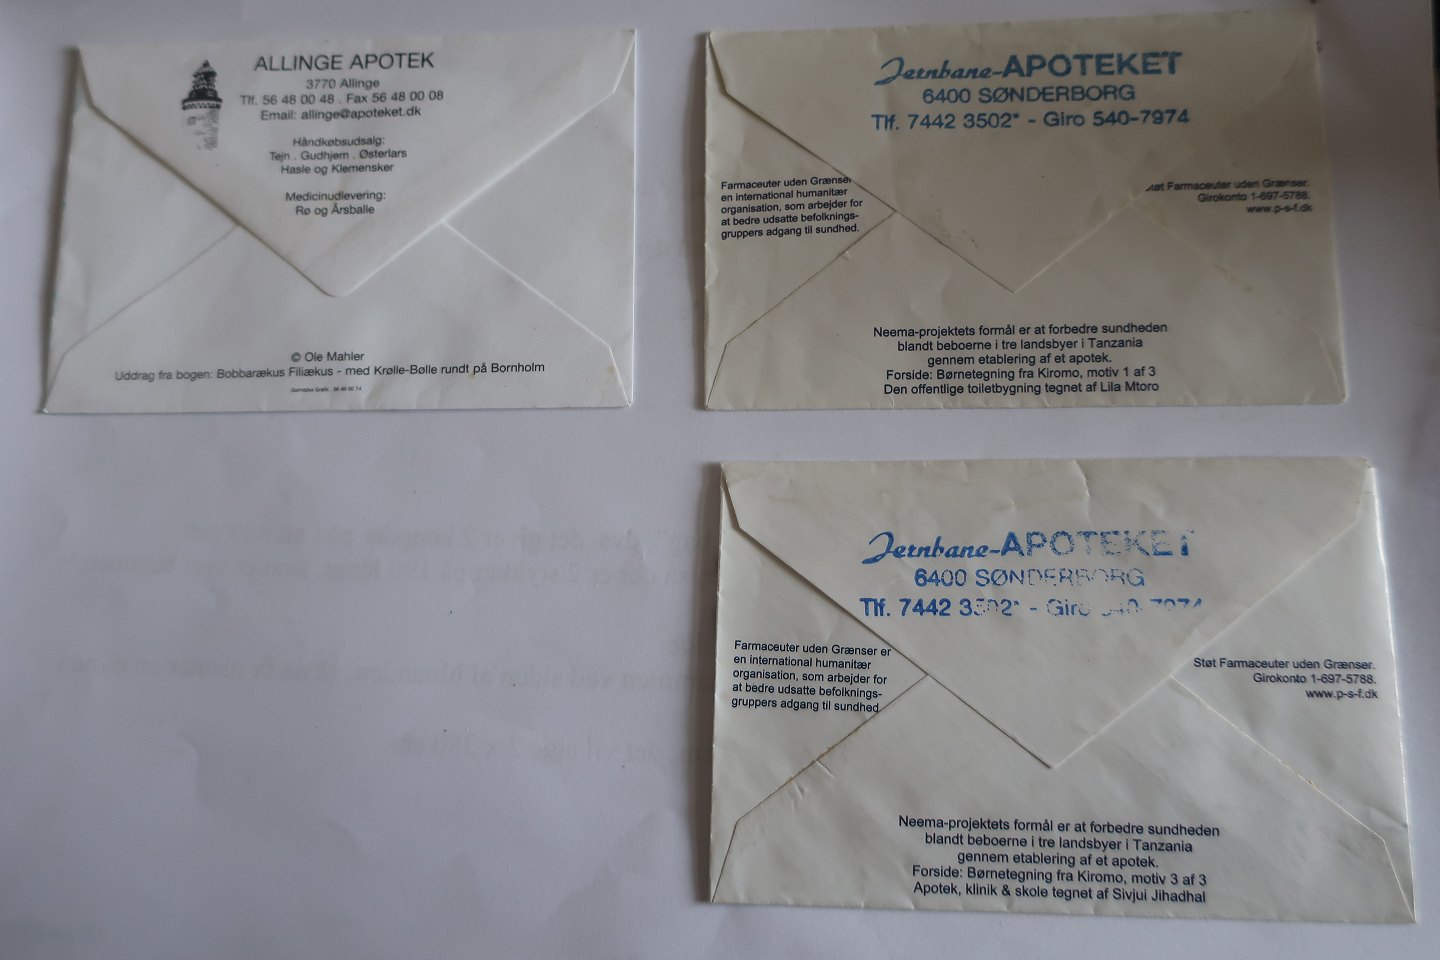 ALLINGE APOTEK
3770 Allinge
Tlf. 56 48 00 48 . Fax 56 48 00 08
Email: allinge@apoteket.dk
Håndkøbsudsalg:
Tejn . Gudhjem . Østerlars
Hasle og Klemensker
Medicinudlevering:
Rø og Årsballe
© Ole Mahler
Uddrag fra bogen: Bobbarækus Filiækus - med Krølle-Bølle rundt på Bornholm
Jernbane-APOTEKET
6400 SØNDERBORG
Tlf. 7442 3502* - Giro 540-7974
Farmaceuter uden Grænser
en international humanitær
organisation, som arbejder for
at bedre udsatte befolknings-
gruppers adgang til sundhed.
Støt Farmaceuter uden Grænser.
Girokonto 1-697-5788.
www.p-s-f.dk
Neema-projektets formål er at forbedre sundheden
blandt beboerne i tre landsbyer i Tanzania
gennem etablering af et apotek.
Forside: Børnetegning fra Kiromo, motiv 1 af 3
Den offentlige toiletbygning tegnet af Lila Mtoro
Jernbane-APOTEKET
6400 SØNDERBORG
Tlf. 7442 3502* - Giro 540-7974
Farmaceuter uden Grænser er
en international humanitær
organisation, som arbejder for
at bedre udsatte befolknings-
gruppers adgang til sundhed
Støt Farmaceuter uden Grænser.
Girokonto 1-697-5788.
www.p-s-f.dk
Neema-projektets formål er at forbedre sundheden
blandt beboerne i tre landsbyer i Tanzania
gennem etablering af et apotek.
Forside: Børnetegning fra Kiromo, motiv 3 af 3
Apotek, klinik & skole tegnet af Sivjui Jihadhal